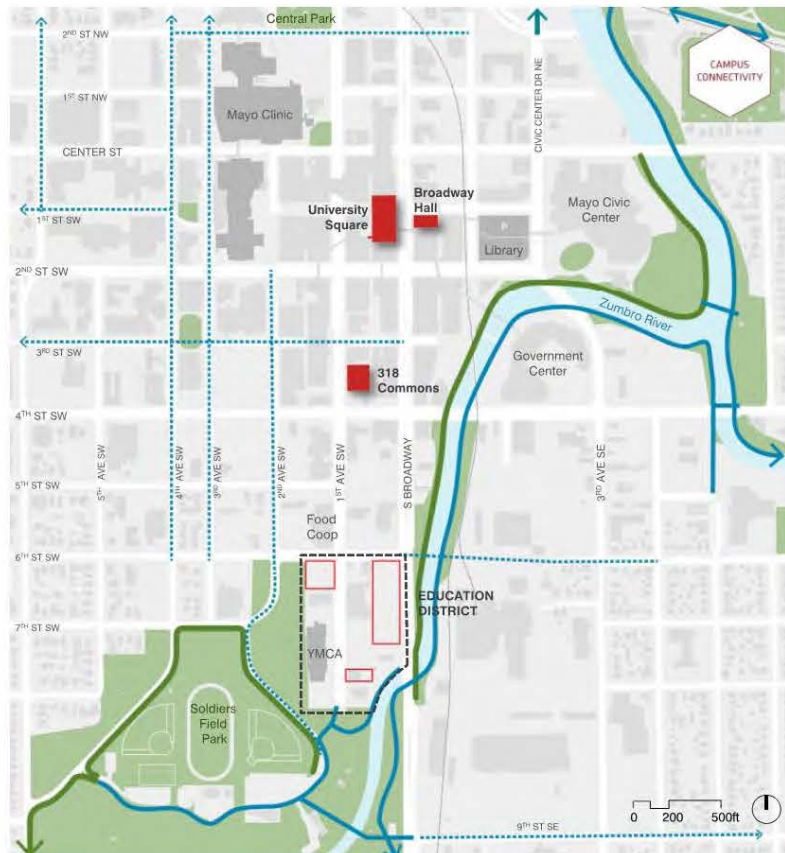 Central Park
2ND ST NW
CAMPUS
CONNECTIVITY
CIVIC CENTER DR NE
1ST ST NW
Mayo Clinic
CENTER ST
University
Square
Broadway
Hall
Mayo Civic
Center
P
Library
1ST ST SW
2ND ST SW
Zumbro River
3RD ST SW
Government
Center
318
Commons
4TH ST SW
5TH AVE SW
4TH AVE SW
3RD AVE SW
2ND AVE SW
1ST AVE SW
S BROADWAY
3RD AVE SE
5TH ST SW
Food
Coop
6TH ST SW
EDUCATION
DISTRICT
7TH ST SW
YMCA
Soldiers
Field
Park
0 200 500ft
9TH ST SE